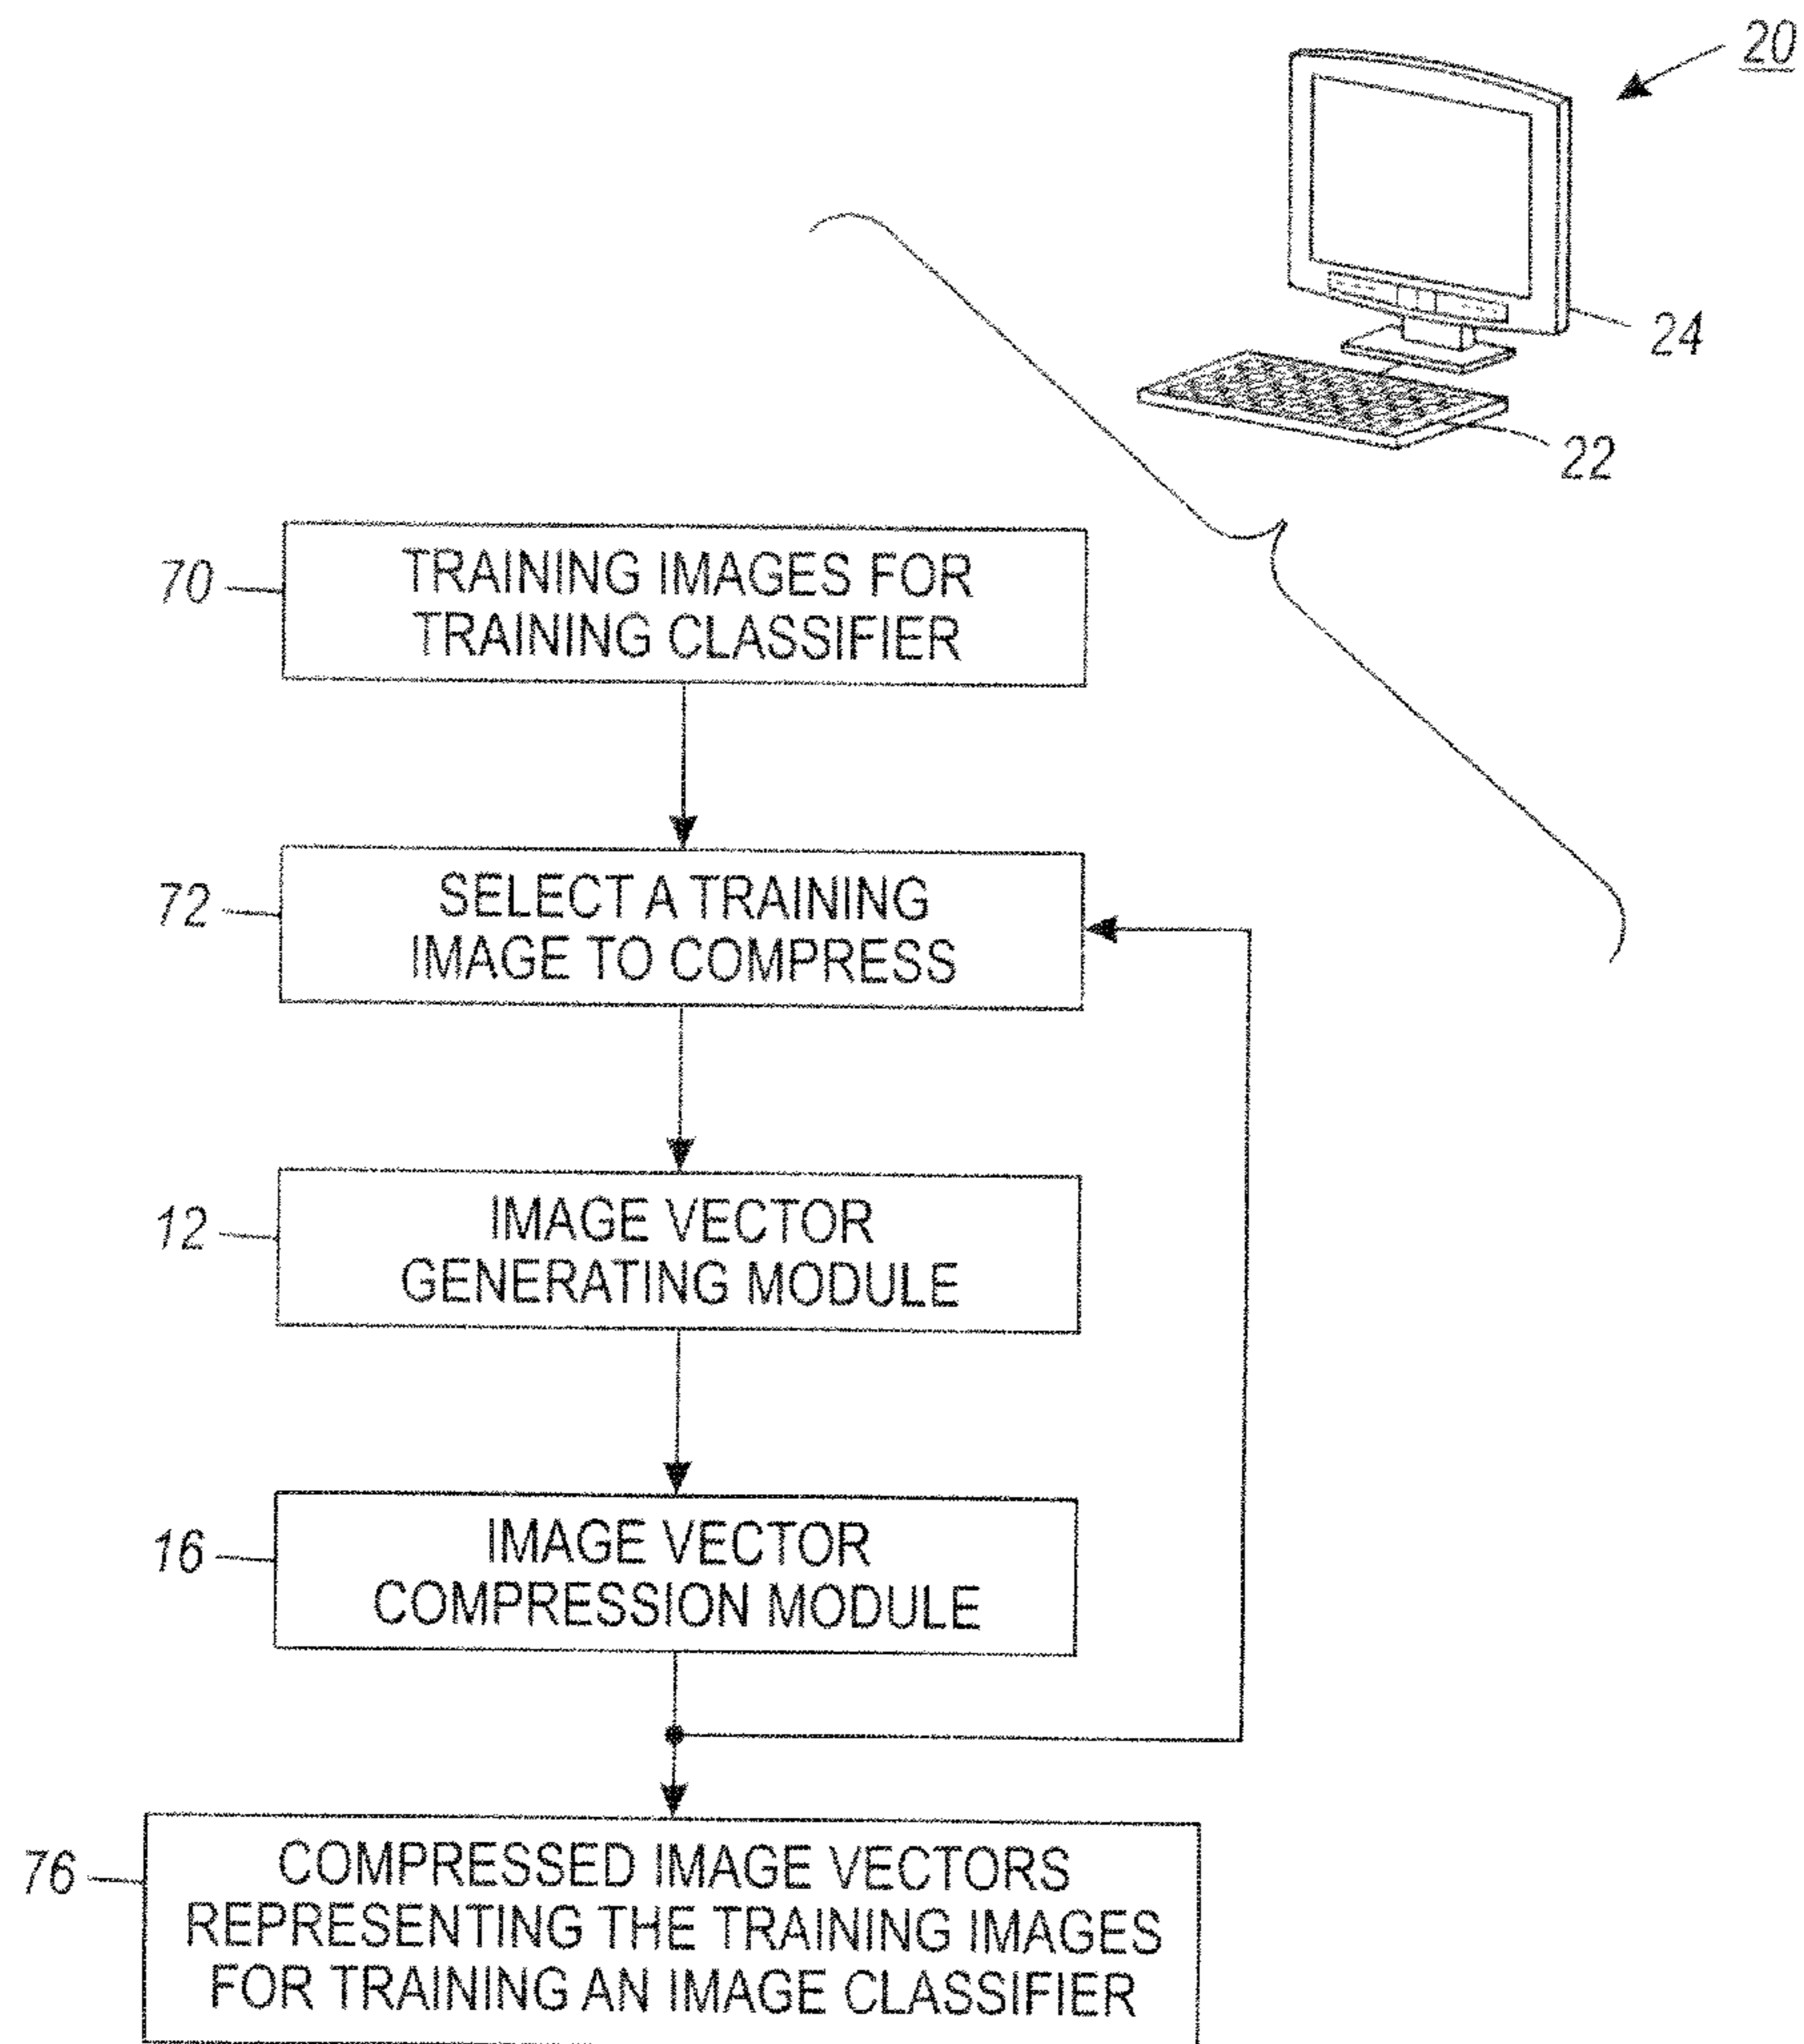 20
24
22
70
TRAINING IMAGES FOR
TRAINING CLASSIFIER
72
SELECT A TRAINING
IMAGE TO COMPRESS
12
IMAGE VECTOR
GENERATING MODULE
16
IMAGE VECTOR
COMPRESSION MODULE
76
COMPRESSED IMAGE VECTORS
REPRESENTING THE TRAINING IMAGES
FOR TRAINING AN IMAGE CLASSIFIER